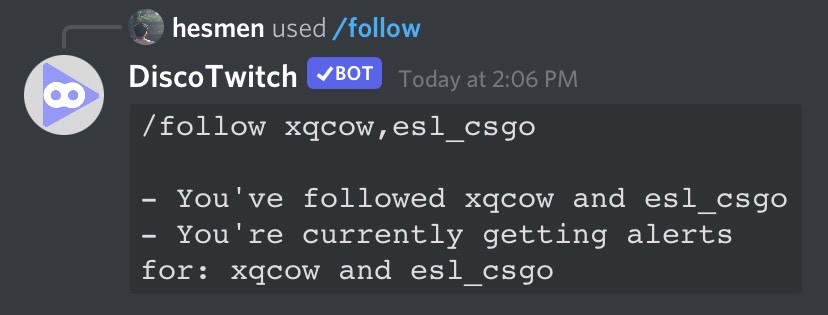 hesmen used /follow
DiscoTwitch ✓BOT Today at 2:06 PM
/follow xqcow,esl_csgo
- You've followed xqcow and esl_csgo
- You're currently getting alerts
for: xqcow and esl_csgo